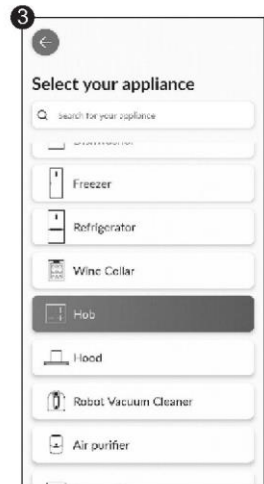 3
Select your appliance
Search for your appliance
Dishwasher
Freezer
Refrigerator
Wine Cellar
Hob
Hood
Robot Vacuum Cleaner
Air purifier